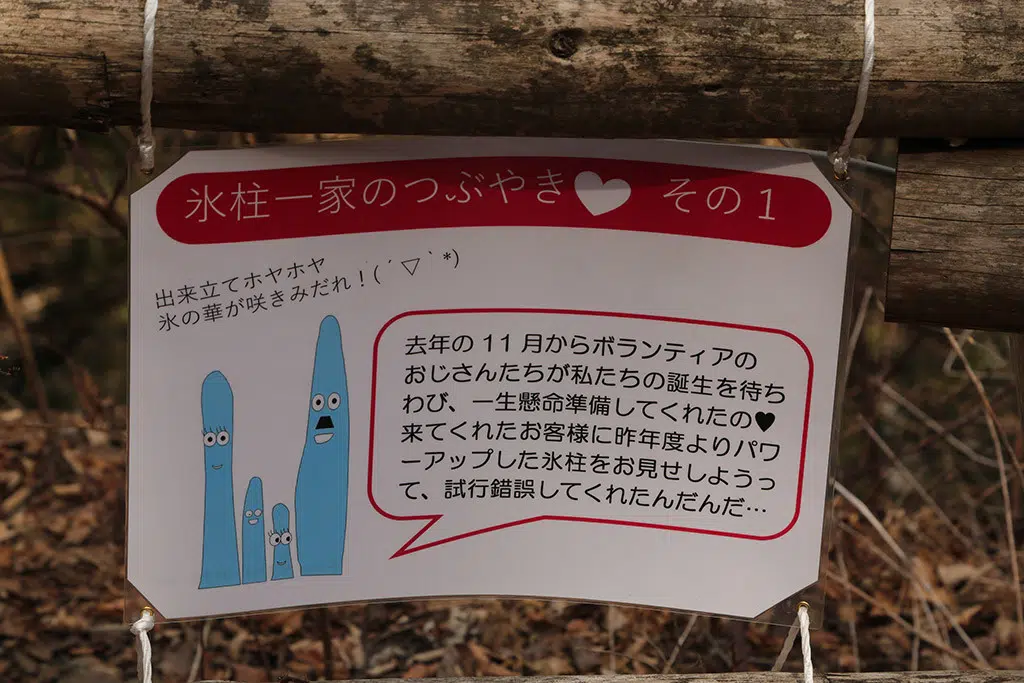 氷柱一家のつぶやき♥ その1
出来立てホヤホヤ
氷の華が咲きみだれ！(´▽｀*)
去年の11月からボランティアの
おじさんたちが私たちの誕生を待ち
わび、一生懸命準備してくれたの♥
来てくれたお客様に昨年度よりパワ
ーアップした氷柱をお見せしようっ
て、試行錯誤してくれたんだんだ…